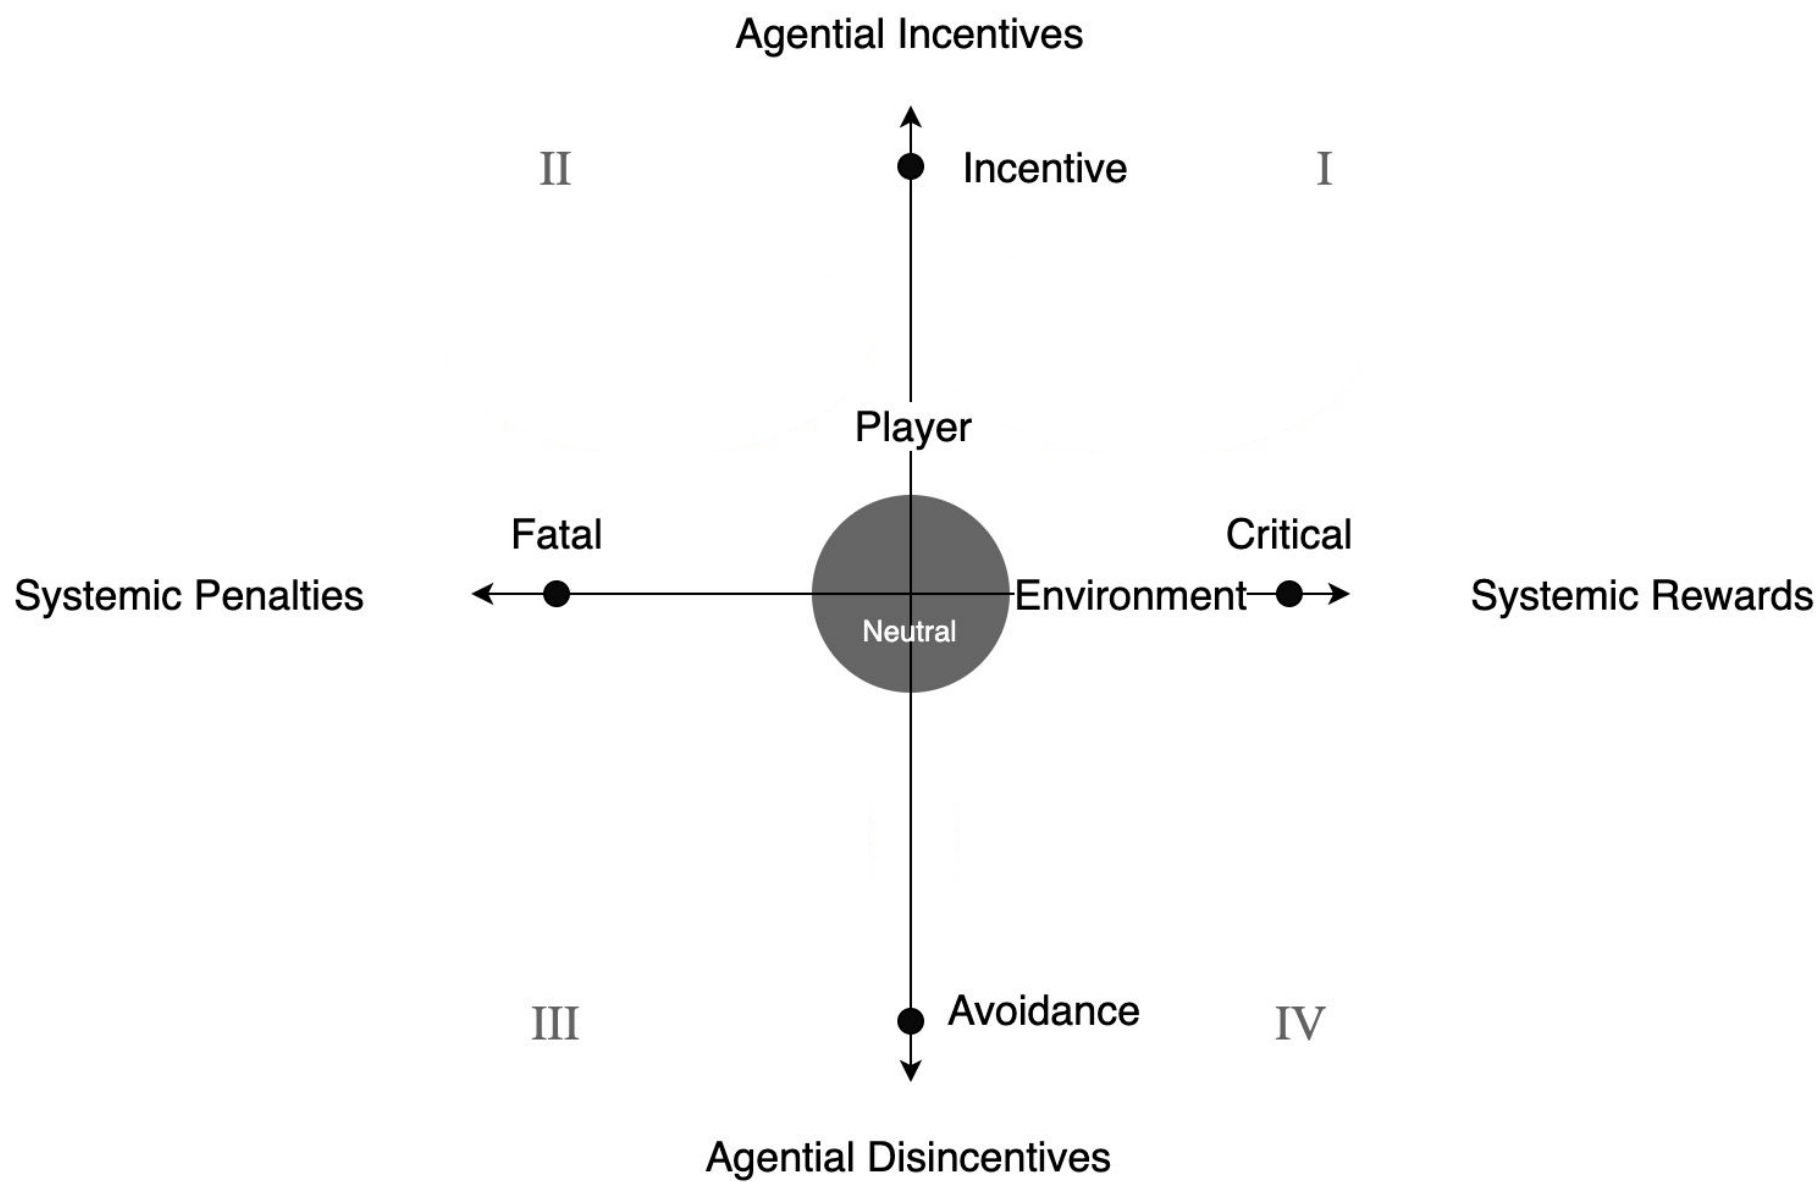 Agential Incentives
II
Incentive
I
Player
Fatal
Critical
Systemic Penalties
Environment
Systemic Rewards
Neutral
III
Avoidance
IV
Agential Disincentives